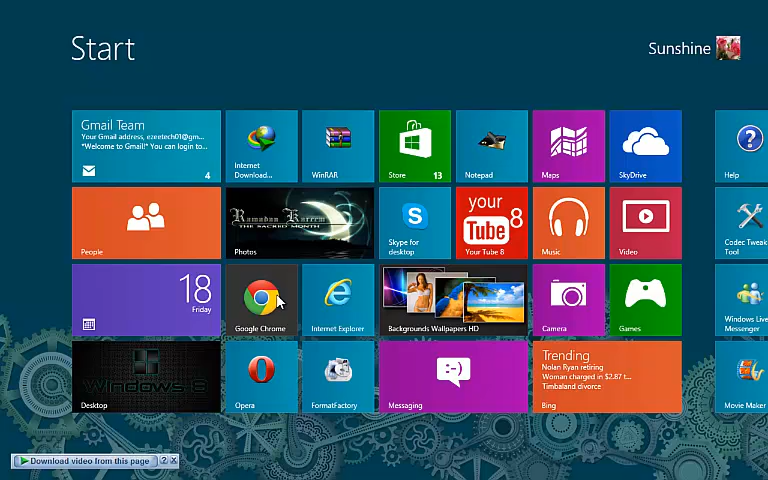 Start
Sunshine
Gmail Team
Your Gmail address, ezeetech01@gm...
"Welcome to Gmail!" You can login to...
4
Internet
Download...
WinRAR
Store
13
Notepad
Maps
SkyDrive
Help
People
Ramadan Kareem
THE SACRED MONTH
Photos
Skype for
desktop
your
YouTube 8
Your Tube 8
Music
Video
Codec Tweak
Tool
18
Friday
Google Chrome
Internet Explorer
Backgrounds Wallpapers HD
Camera
Games
Windows Live
Messenger
Windows 8
Desktop
Opera
FormatFactory
:-)
Messaging
Trending
Nolan Ryan retiring
Woman charged in $2.87 t...
Timbaland divorce
Bing
Movie Maker
Download video from this page ? X